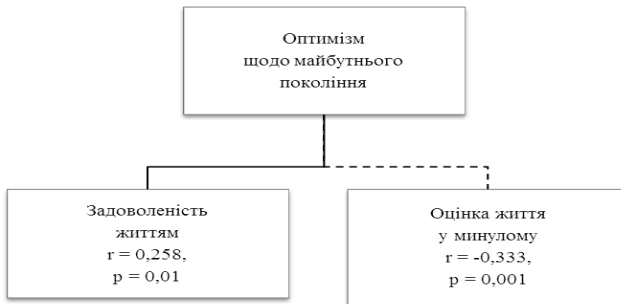 Оптимізм
щодо майбутнього
покоління
Задоволеність
життям
r = 0,258,
p = 0,01
Оцінка життя
у минулому
r = -0,333,
p = 0,001